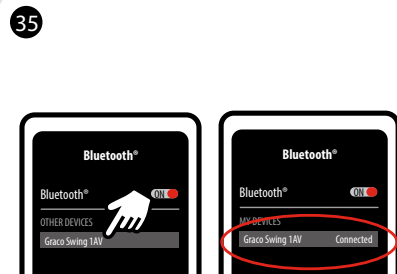 35
Bluetooth®
Bluetooth® ON
OTHER DEVICES
Graco Swing 1AV
Bluetooth®
Bluetooth® ON
MY DEVICES
Graco Swing 1AV Connected